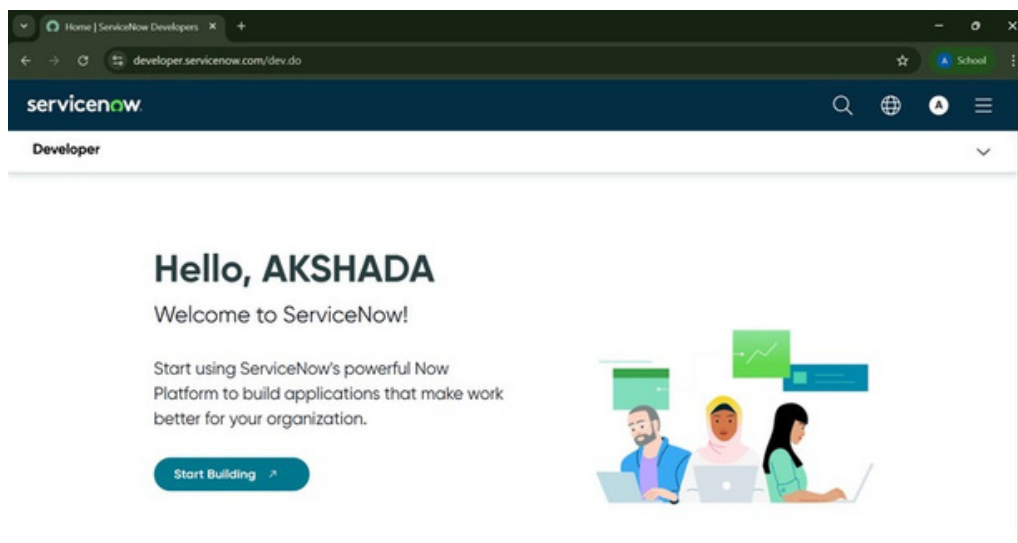 Home | ServiceNow Developers
developer.servicenow.com/dev.do
A School
servicenow.
A
Developer
Hello, AKSHADA
Welcome to ServiceNow!
Start using ServiceNow's powerful Now
Platform to build applications that make work
better for your organization.
Start Building